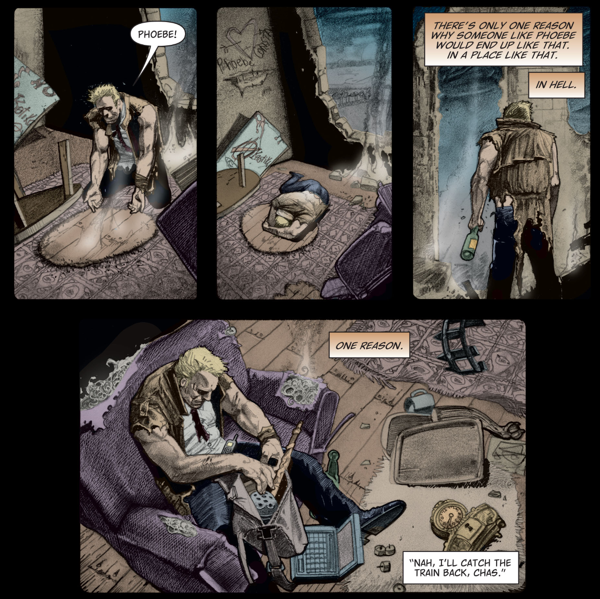 PHOEBE!
Phoebe
THERE'S ONLY ONE REASON
WHY SOMEONE LIKE PHOEBE
WOULD END UP LIKE THAT.
IN A PLACE LIKE THAT.
IN HELL.
ONE REASON.
"NAH, I'LL CATCH THE
TRAIN BACK, CHAS."